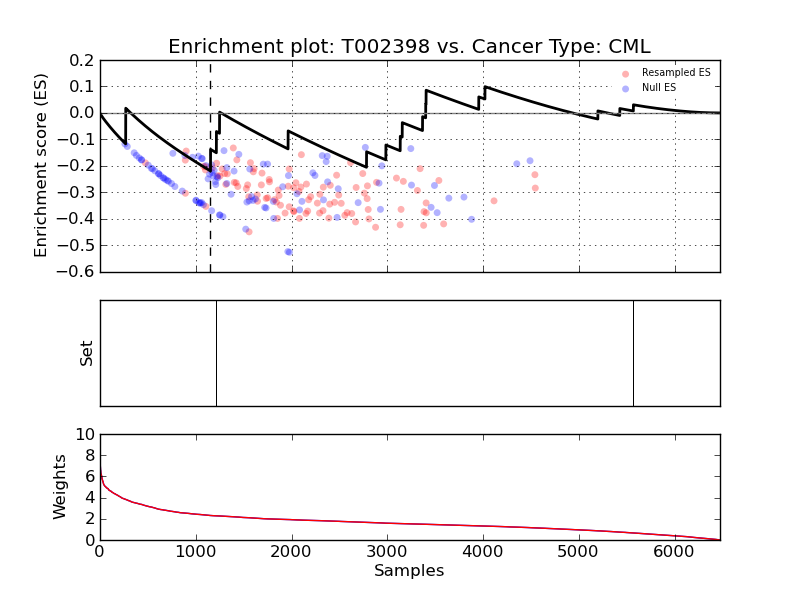 Enrichment plot: T002398 vs. Cancer Type: CML
Enrichment score (ES)
0.2
0.1
0.0
−0.1
−0.2
−0.3
−0.4
−0.5
−0.6
Resampled ES
Null ES
Set
Weights
10
8
6
4
2
0
0 1000 2000 3000 4000 5000 6000
Samples